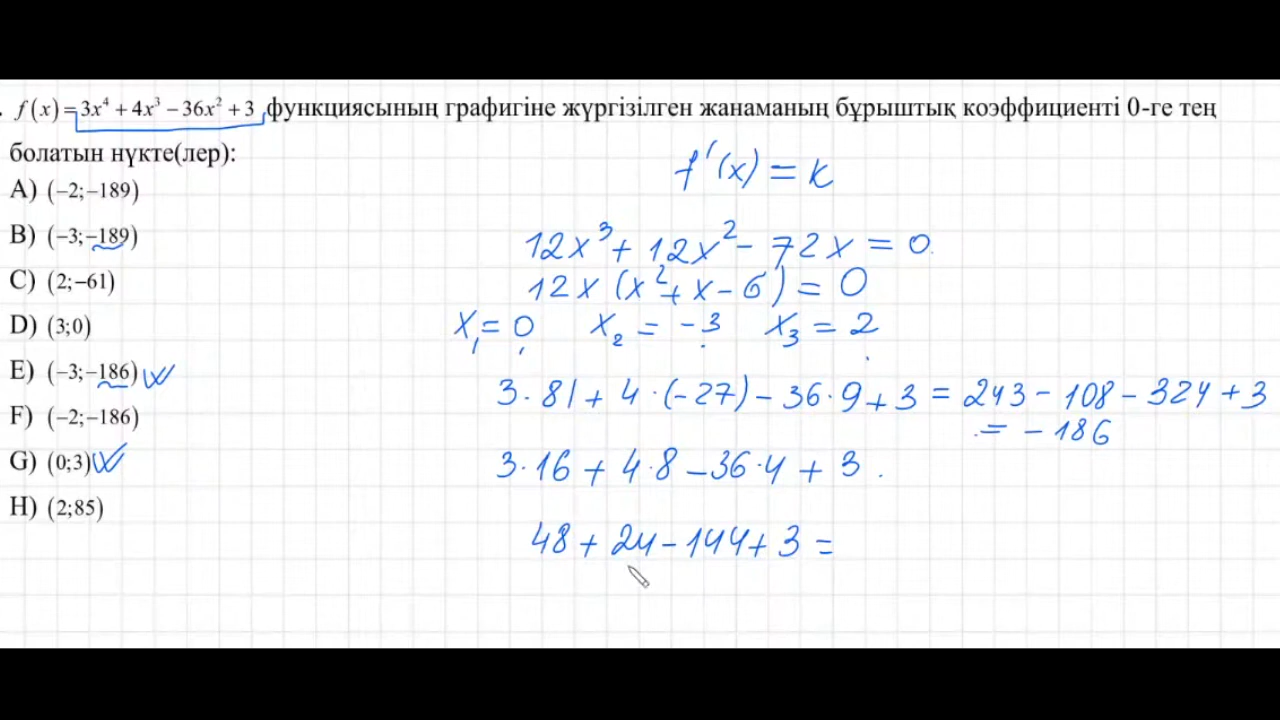 . f(x)=3x⁴+4x³−36x²+3 функциясының графигіне жүргізілген жанаманың бұрыштық коэффициенті 0-ге тең
болатын нүкте(лер):
f'(x) = k
A) (−2;−189)
B) (−3;−189)
12x³ + 12x² − 72x = 0
C) (2;−61)
12x (x² + x − 6) = 0
D) (3;0)
x₁ = 0 x₂ = −3 x₃ = 2
E) (−3;−186)
3·81 + 4·(−27) − 36·9 + 3 = 243 − 108 − 324 + 3
= −186
F) (−2;−186)
G) (0;3)
3·16 + 4·8 − 36·4 + 3
H) (2;85)
48 + 24 − 144 + 3 =